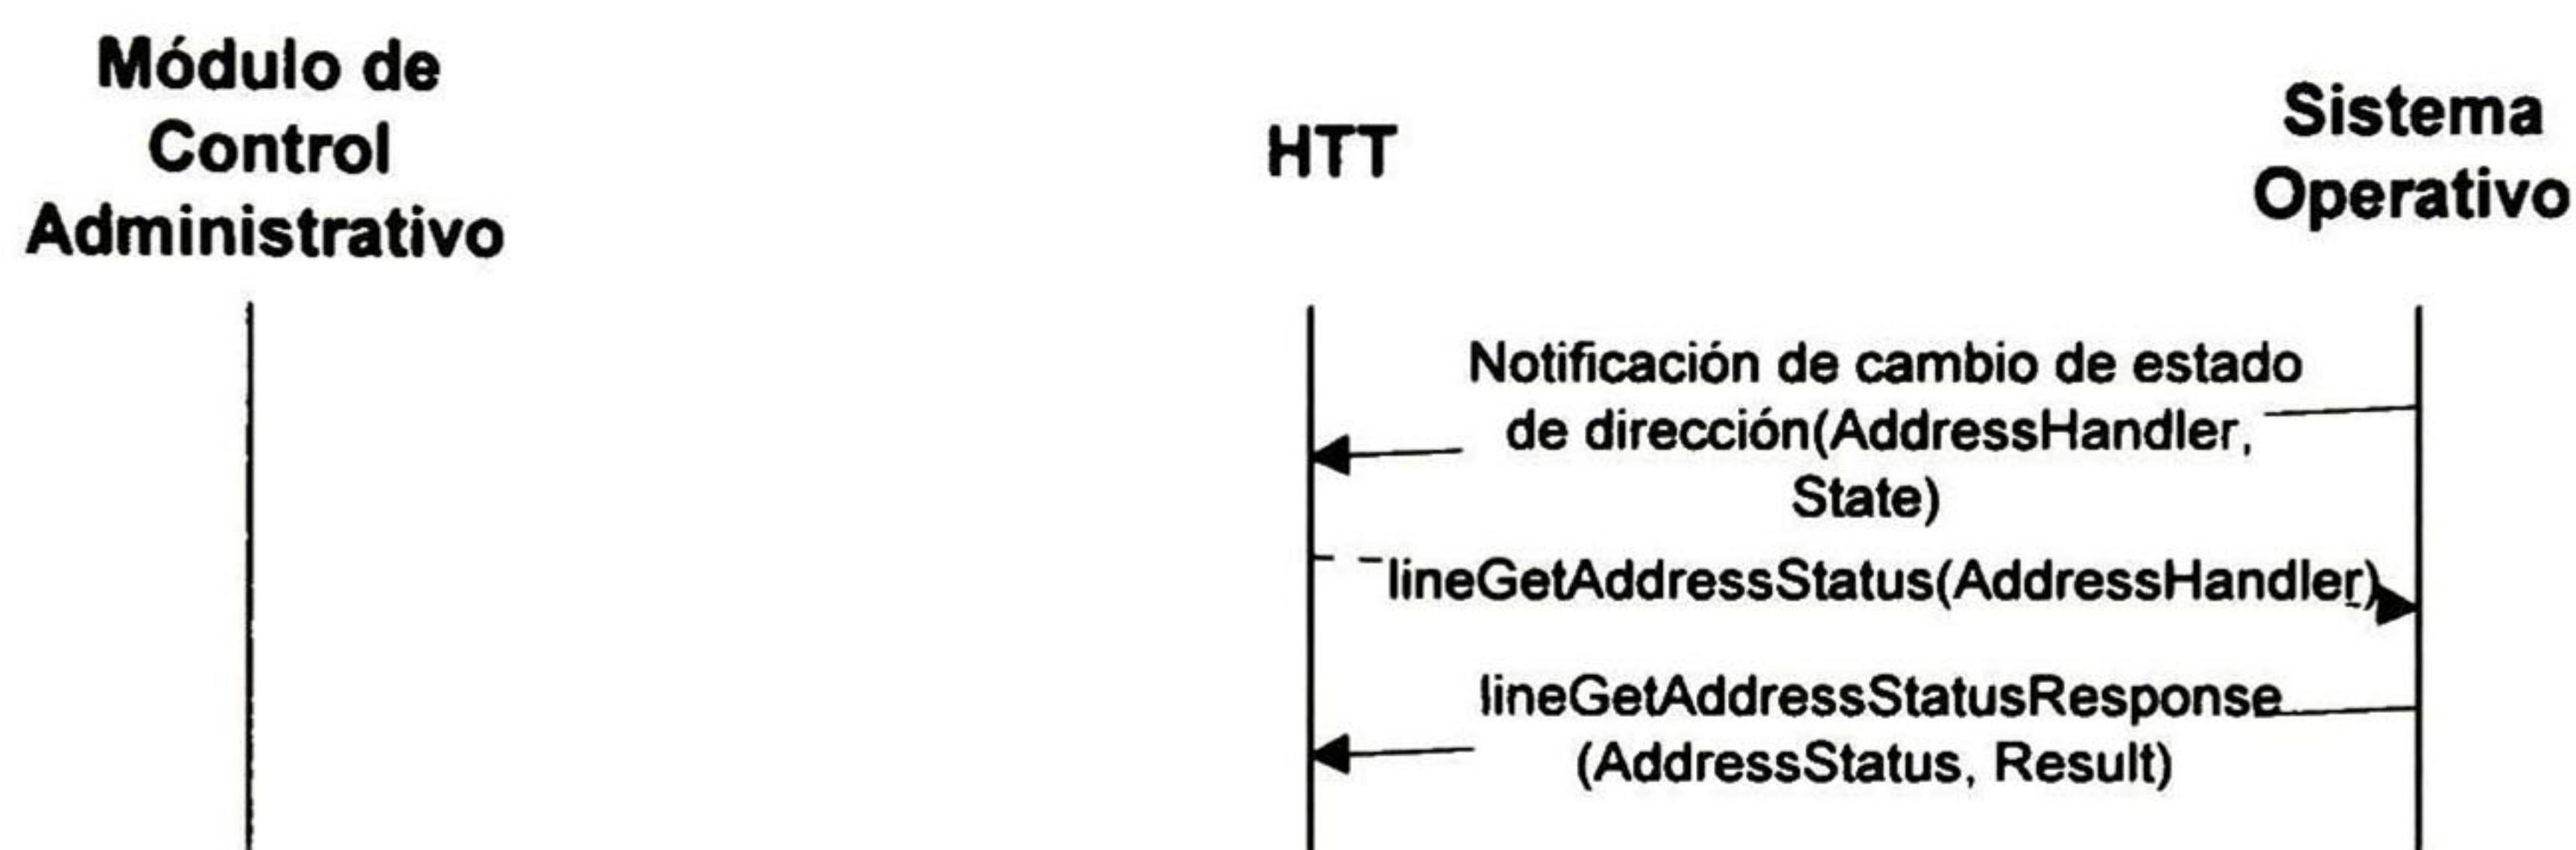 Módulo de
Control
Administrativo
HTT
Sistema
Operativo
Notificación de cambio de estado
de dirección(AddressHandler,
State)
lineGetAddressStatus(AddressHandler)
lineGetAddressStatusResponse
(AddressStatus, Result)